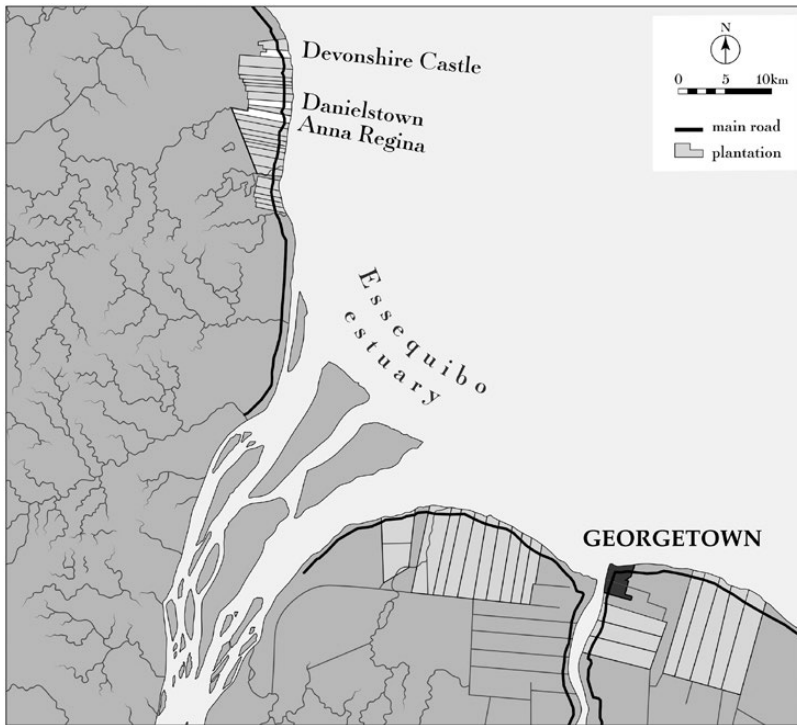 Devonshire Castle
Danielstown
Anna Regina
N
0 5 10km
main road
plantation
Essequibo
estuary
GEORGETOWN